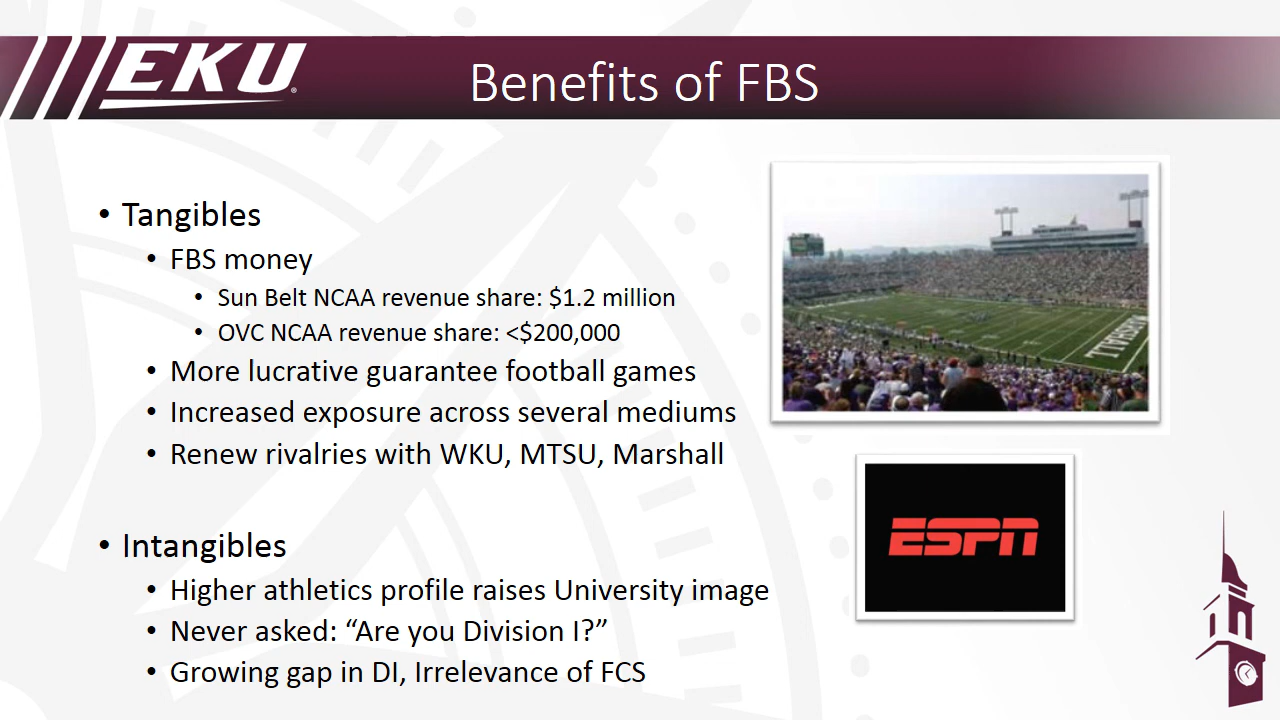 EKU
Benefits of FBS
• Tangibles
• FBS money
• Sun Belt NCAA revenue share: $1.2 million
• OVC NCAA revenue share: <$200,000
• More lucrative guarantee football games
• Increased exposure across several mediums
• Renew rivalries with WKU, MTSU, Marshall
MARSHALL
ESPN
• Intangibles
• Higher athletics profile raises University image
• Never asked: “Are you Division I?”
• Growing gap in DI, Irrelevance of FCS